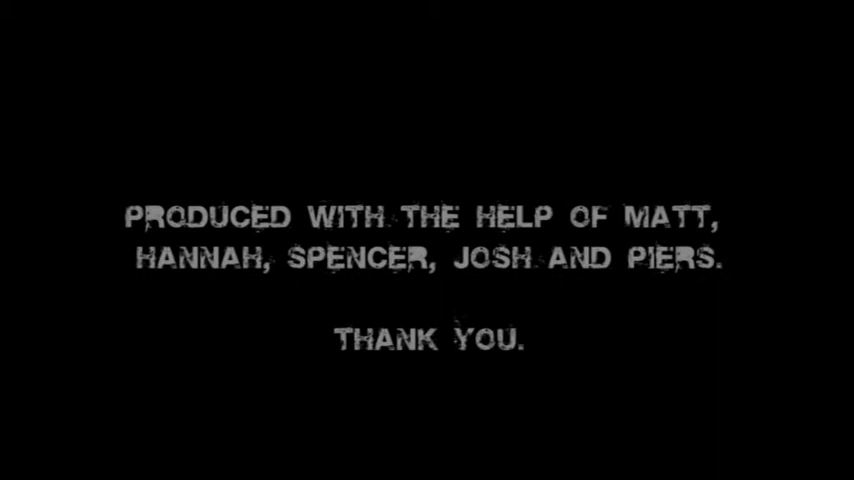 PRODUCED WITH THE HELP OF MATT,
HANNAH, SPENCER, JOSH AND PIERS.
THANK YOU.